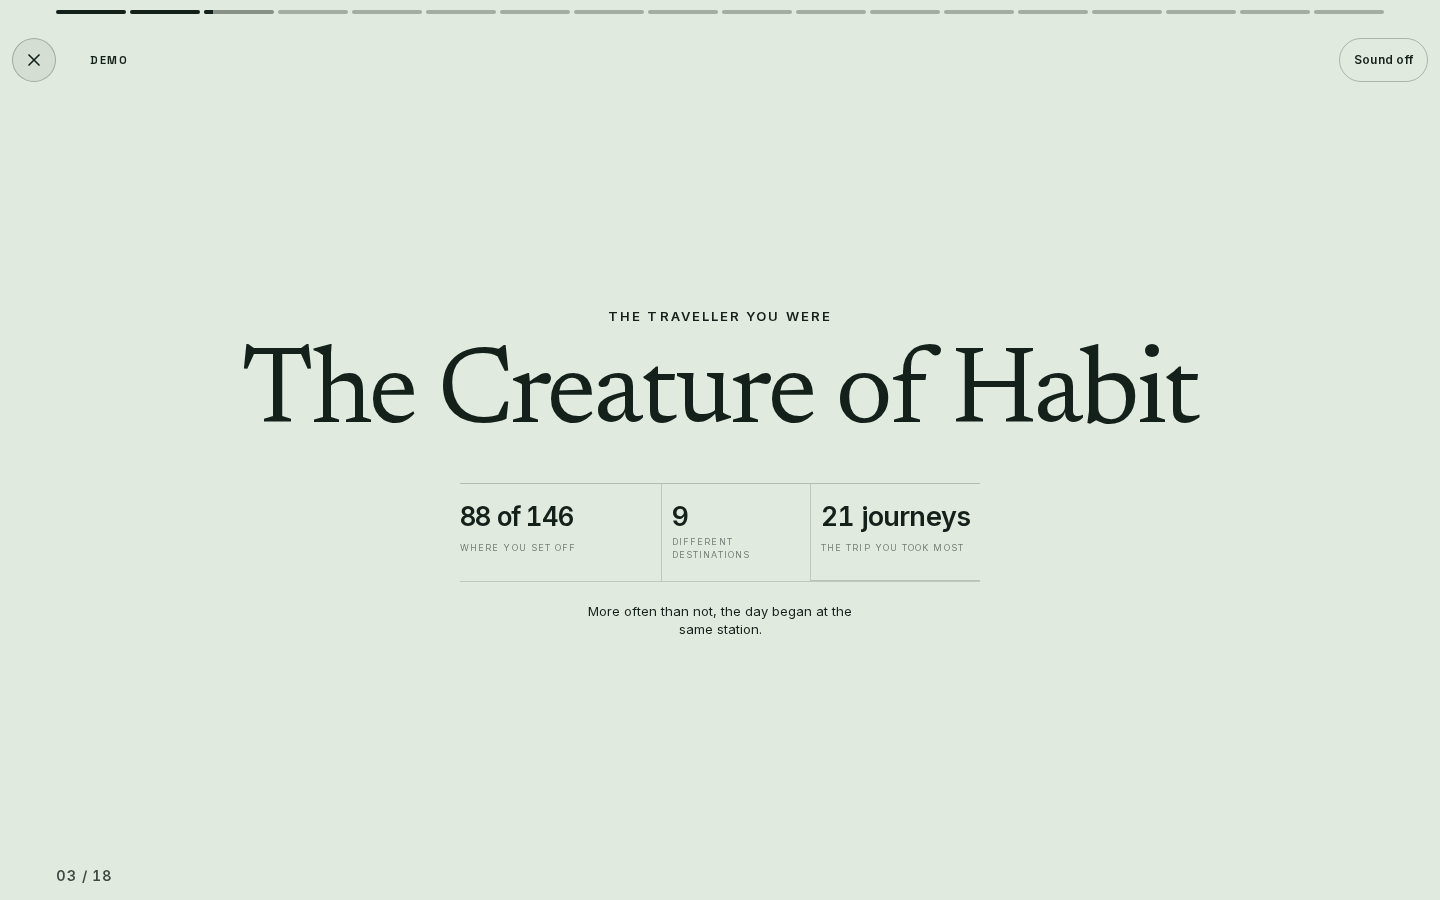 DEMO
Sound off
THE TRAVELLER YOU WERE
The Creature of Habit
88 of 146
WHERE YOU SET OFF
9
DIFFERENT
DESTINATIONS
21 journeys
THE TRIP YOU TOOK MOST
More often than not, the day began at the
same station.
03 / 18